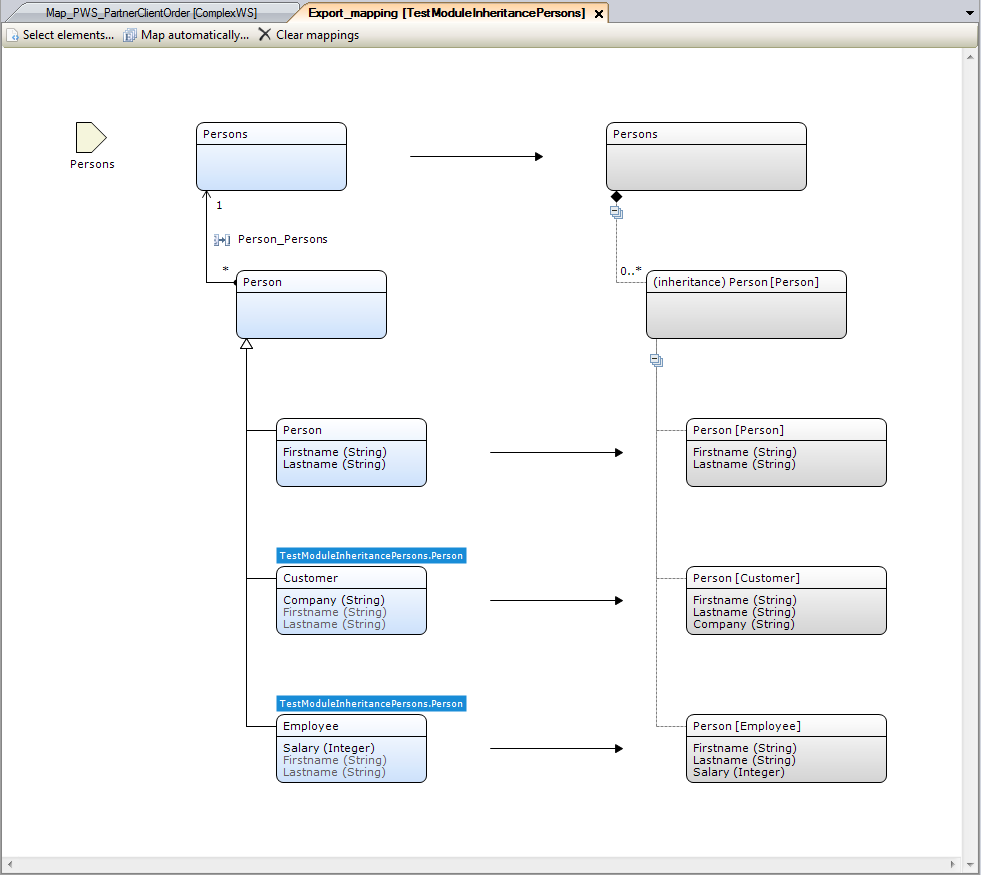 Map_PWS_PartnerClientOrder [ComplexWS]
Export_mapping [TestModuleInheritancePersons]
Select elements...
Map automatically...
Clear mappings
Persons
Persons
Persons
1
Person_Persons
*
0..*
Person
(inheritance) Person [Person]
Person
Firstname (String)
Lastname (String)
Person [Person]
Firstname (String)
Lastname (String)
TestModuleInheritancePersons.Person
Customer
Company (String)
Firstname (String)
Lastname (String)
Person [Customer]
Firstname (String)
Lastname (String)
Company (String)
TestModuleInheritancePersons.Person
Employee
Salary (Integer)
Firstname (String)
Lastname (String)
Person [Employee]
Firstname (String)
Lastname (String)
Salary (Integer)